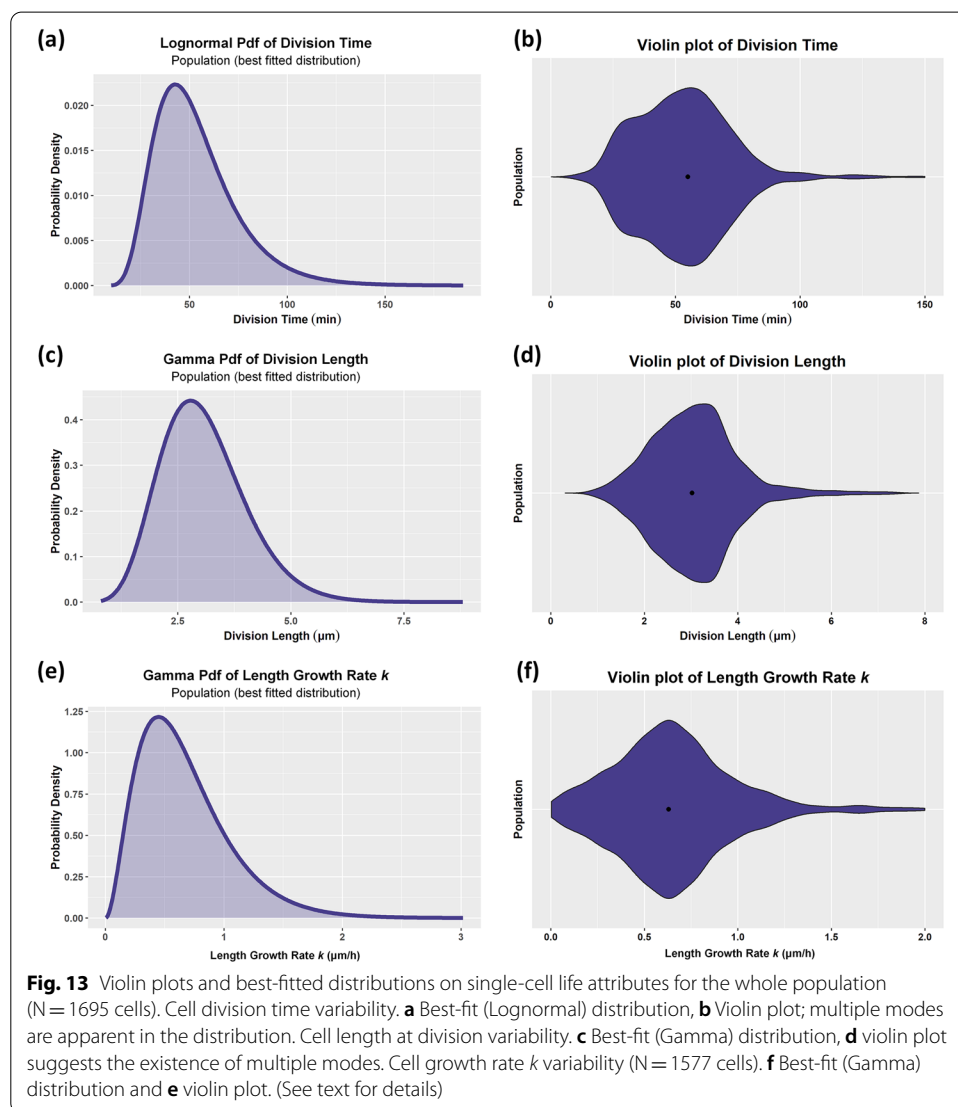 (a)
Lognormal Pdf of Division Time
Population (best fitted distribution)
Probability Density
0.020
0.015
0.010
0.005
0.000
50 100 150
Division Time (min)
(b)
Violin plot of Division Time
Population
0 50 100 150
Division Time (min)
(c)
Gamma Pdf of Division Length
Population (best fitted distribution)
Probability Density
0.4
0.3
0.2
0.1
0.0
2.5 5.0 7.5
Division Length (µm)
(d)
Violin plot of Division Length
Population
0 2 4 6 8
Division Length (µm)
(e)
Gamma Pdf of Length Growth Rate k
Population (best fitted distribution)
Probability Density
1.25
1.00
0.75
0.50
0.25
0.00
0 1 2 3
Length Growth Rate k (µm/h)
(f)
Violin plot of Length Growth Rate k
Population
0.0 0.5 1.0 1.5 2.0
Length Growth Rate k (µm/h)
Fig. 13 Violin plots and best-fitted distributions on single-cell life attributes for the whole population
(N = 1695 cells). Cell division time variability. a Best-fit (Lognormal) distribution, b Violin plot; multiple modes
are apparent in the distribution. Cell length at division variability. c Best-fit (Gamma) distribution, d violin plot
suggests the existence of multiple modes. Cell growth rate k variability (N = 1577 cells). f Best-fit (Gamma)
distribution and e violin plot. (See text for details)